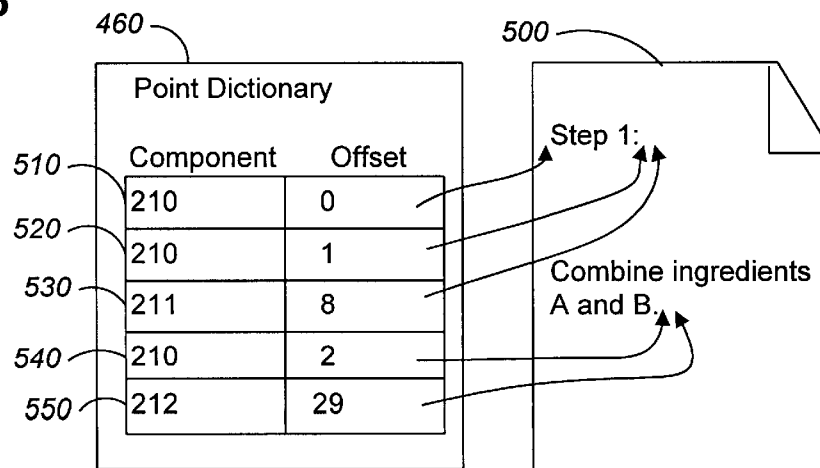 460
500
Point Dictionary
Step 1:
Component Offset
510 210 0
520 210 1
530 211 8
Combine ingredients
A and B.
540 210 2
550 212 29